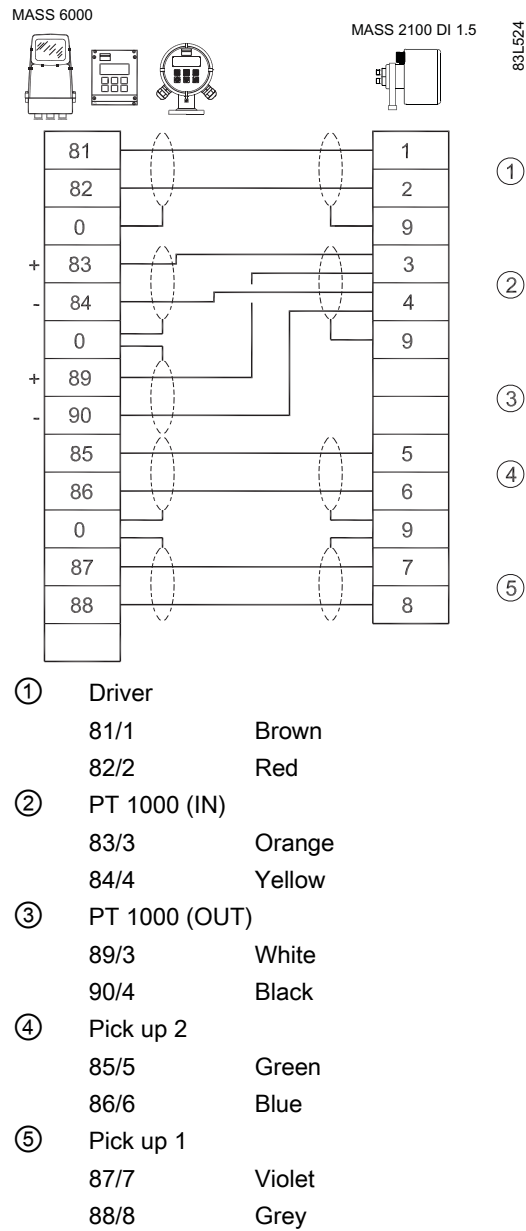 MASS 6000
MASS 2100 DI 1.5
83L524
81 1 ①
82 2
0 9
+ 83 3 ②
- 84 4
0 9
+ 89 ③
- 90
85 5 ④
86 6
0 9
87 7 ⑤
88 8
① Driver
81/1 Brown
82/2 Red
② PT 1000 (IN)
83/3 Orange
84/4 Yellow
③ PT 1000 (OUT)
89/3 White
90/4 Black
④ Pick up 2
85/5 Green
86/6 Blue
⑤ Pick up 1
87/7 Violet
88/8 Grey